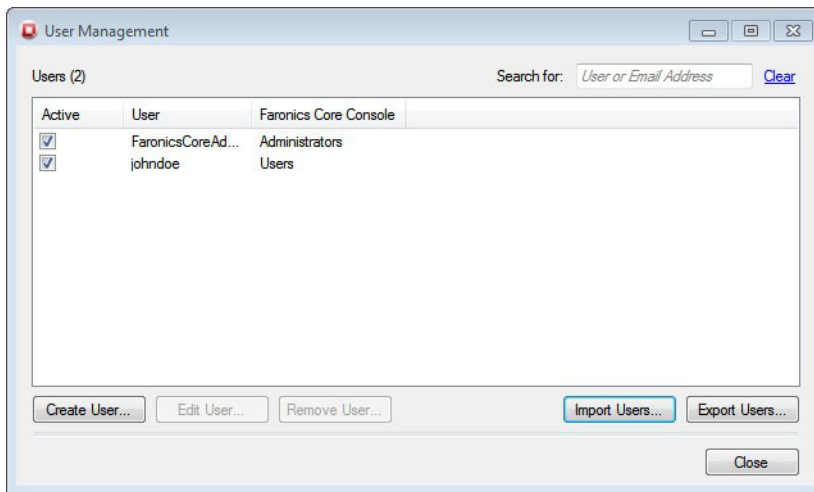 User Management
Users (2) Search for: User or Email Address Clear
Active User Faronics Core Console
FaronicsCoreAd... Administrators
johndoe Users
Create User... Edit User... Remove User... Import Users... Export Users...
Close